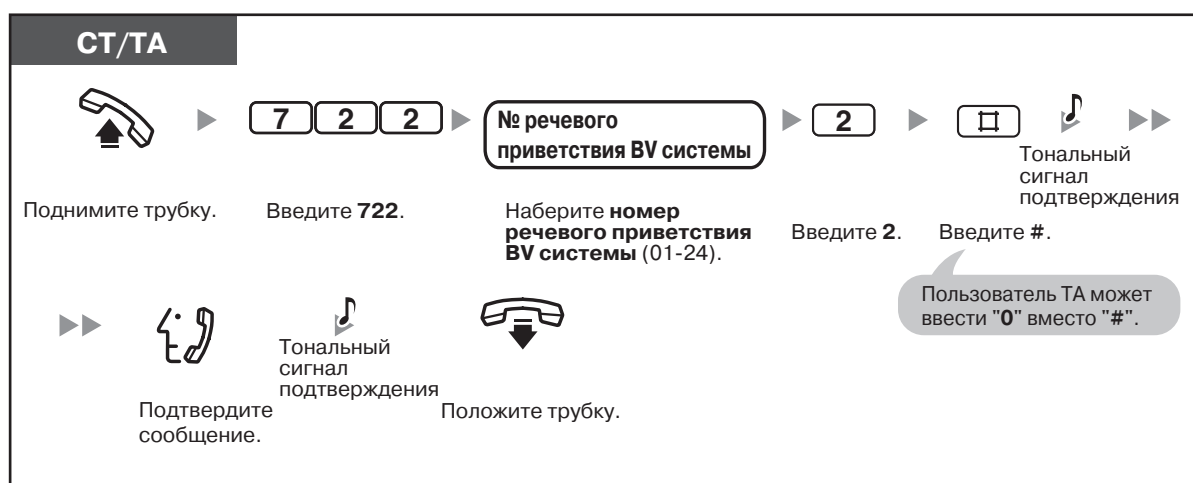 СТ/ТА
7 2 2
№ речевого
приветствия BV системы
2
Тональный
сигнал
подтверждения
Поднимите трубку.
Введите 722.
Наберите номер
речевого приветствия
BV системы (01-24).
Введите 2.
Введите #.
Пользователь ТА может
ввести "0" вместо "#".
Тональный
сигнал
подтверждения
Подтвердите
сообщение.
Положите трубку.